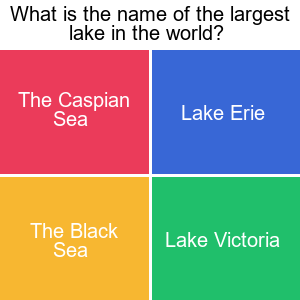 What is the name of the largest
lake in the world?
The Caspian
Sea
Lake Erie
The Black
Sea
Lake Victoria